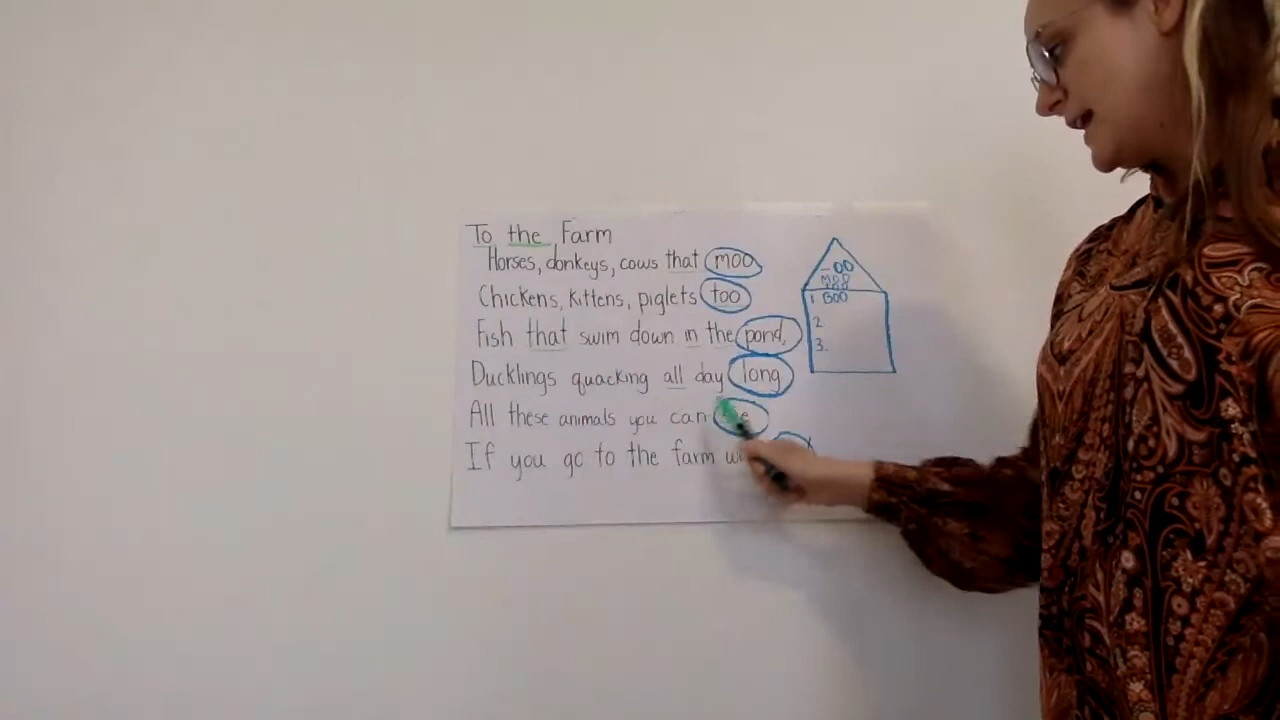 To the Farm
Horses, donkeys, cows that moo
Chickens, kittens, piglets too
Fish that swim down in the pond,
Ducklings quacking all day long
All these animals you can
If you go to the farm
-oo
moo
1 Boo
2
3.